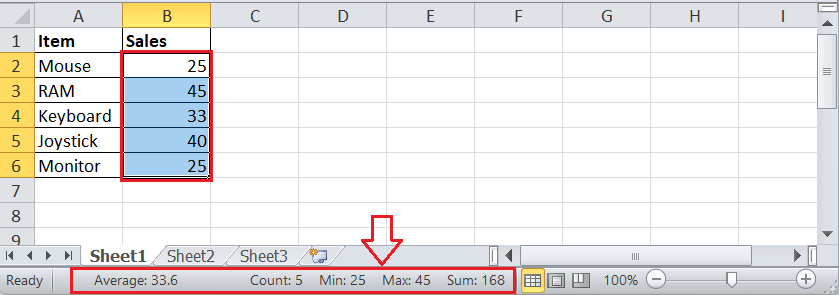 A B C D E F G H I
1 Item Sales
2 Mouse 25
3 RAM 45
4 Keyboard 33
5 Joystick 40
6 Monitor 25
7
8
9
Sheet1 Sheet2 Sheet3
Ready Average: 33.6 Count: 5 Min: 25 Max: 45 Sum: 168 100%